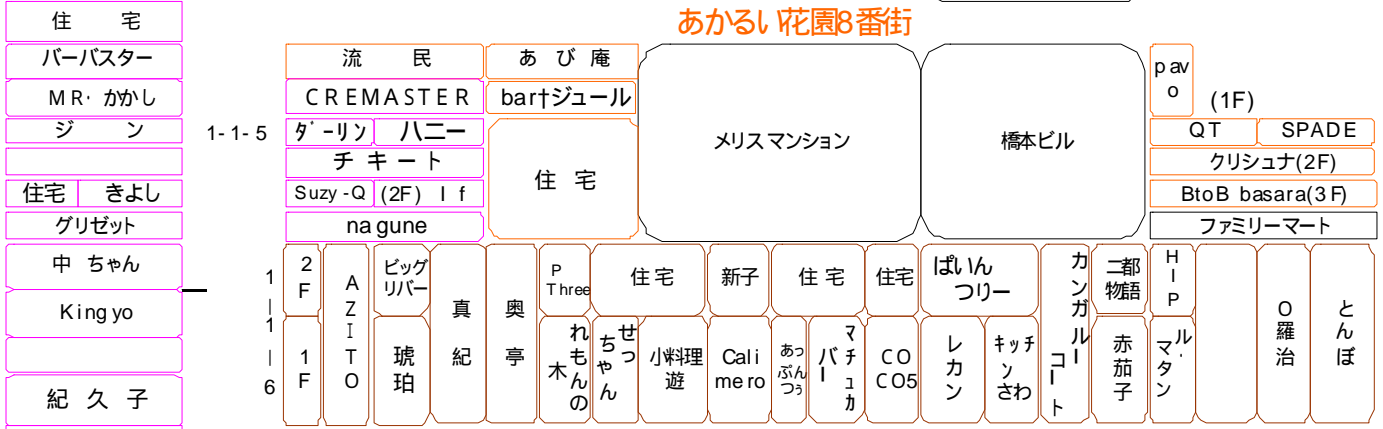 あかるい花園8番街
住 宅
バーバスター
MR・かかし
ジン
住宅 きよし
グリゼット
中 ちゃん
Kingyo
紀久子
1-1-5
流 民
あび庵
CREMASTER
bar†ジュール
ダーリン ハニー
チキート
Suzy-Q (2F) If
nagune
住 宅
メリスマンション
橋本ビル
pav
o
(1F)
QT SPADE
クリシュナ(2F)
BtoB basara(3F)
ファミリーマート
1-1-6
2F
1F
AZITO
ビッグ
リバー
琥珀
真紀
奥亭
P
Three
れもんの
木
住宅
せっ
ちゃん
小料理
遊
新子
Cali
mero
住宅
あっ
ぷん
つぅ
マチュカ
バー
住宅
CO
CO5
ぱいん
つりー
レカン
キッチ
ン
さわ
カンガルー
コート
二都
物語
赤茄子
HIP
ル・
マタン
O羅治
とんぼ